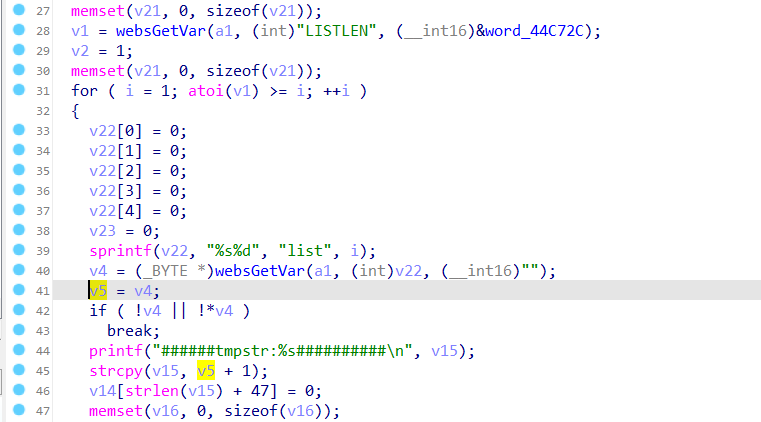 27 memset(v21, 0, sizeof(v21));
28 v1 = websGetVar(a1, (int)"LISTLEN", (__int16)&word_44C72C);
29 v2 = 1;
30 memset(v21, 0, sizeof(v21));
31 for ( i = 1; atoi(v1) >= i; ++i )
32 {
33 v22[0] = 0;
34 v22[1] = 0;
35 v22[2] = 0;
36 v22[3] = 0;
37 v22[4] = 0;
38 v23 = 0;
39 sprintf(v22, "%s%d", "list", i);
40 v4 = (_BYTE *)websGetVar(a1, (int)v22, (__int16)"");
41 v5 = v4;
42 if ( !v4 || !*v4 )
43 break;
44 printf("######tmpstr:%s##########\n", v15);
45 strcpy(v15, v5 + 1);
46 v14[strlen(v15) + 47] = 0;
47 memset(v16, 0, sizeof(v16));